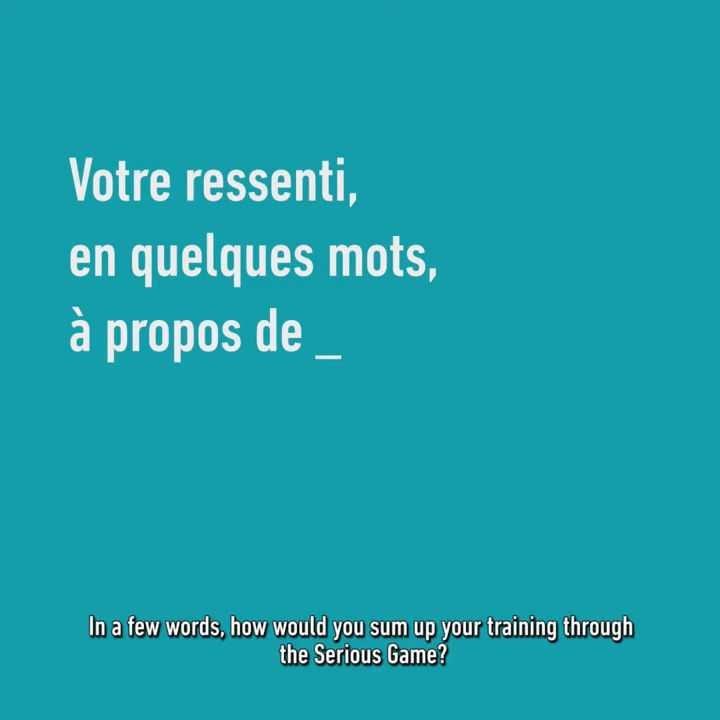 Votre ressenti,
en quelques mots,
à propos de _
In a few words, how would you sum up your training through
the Serious Game?